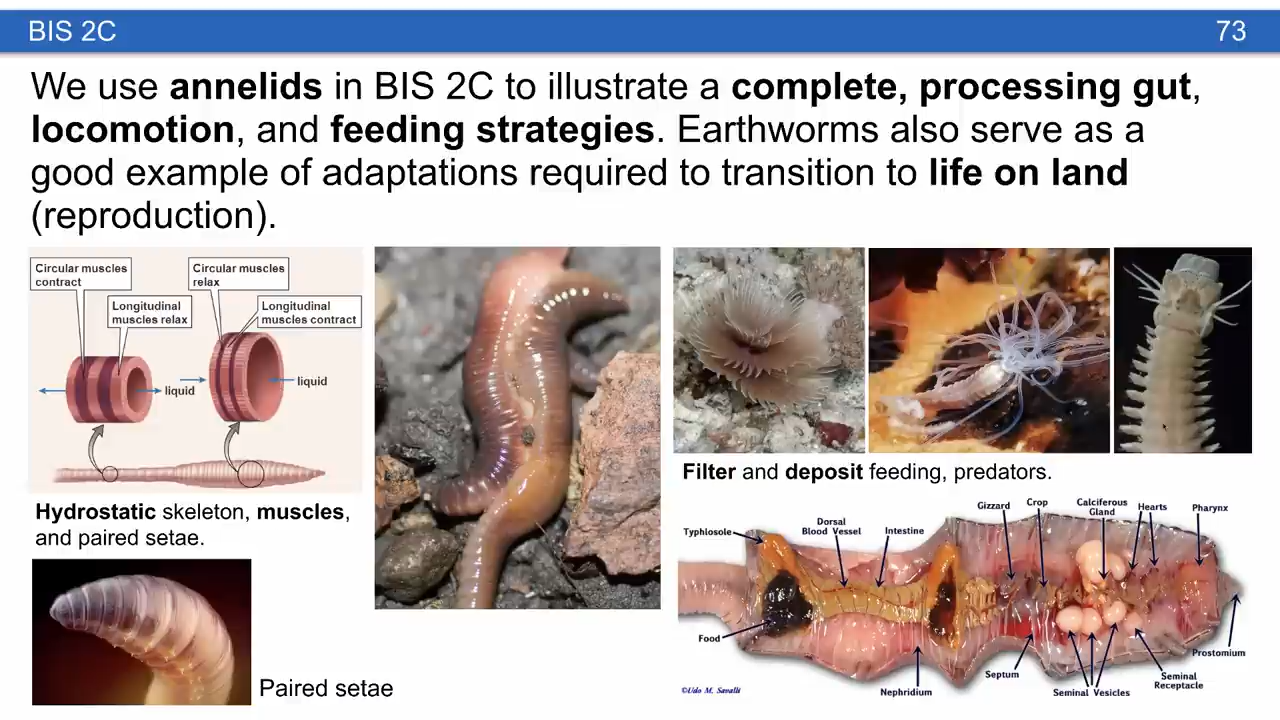 BIS 2C
73
We use annelids in BIS 2C to illustrate a complete, processing gut,
locomotion, and feeding strategies. Earthworms also serve as a
good example of adaptations required to transition to life on land
(reproduction).
Circular muscles
contract
Longitudinal
muscles relax
Circular muscles
relax
Longitudinal
muscles contract
liquid
liquid
Hydrostatic skeleton, muscles,
and paired setae.
Paired setae
Filter and deposit feeding, predators.
Typhlosole
Dorsal
Blood Vessel
Intestine
Gizzard
Crop
Calciferous
Gland
Hearts
Pharynx
Food
Nephridium
Septum
Seminal Vesicles
Seminal
Receptacle
Prostomium
©Udo M. Savalli